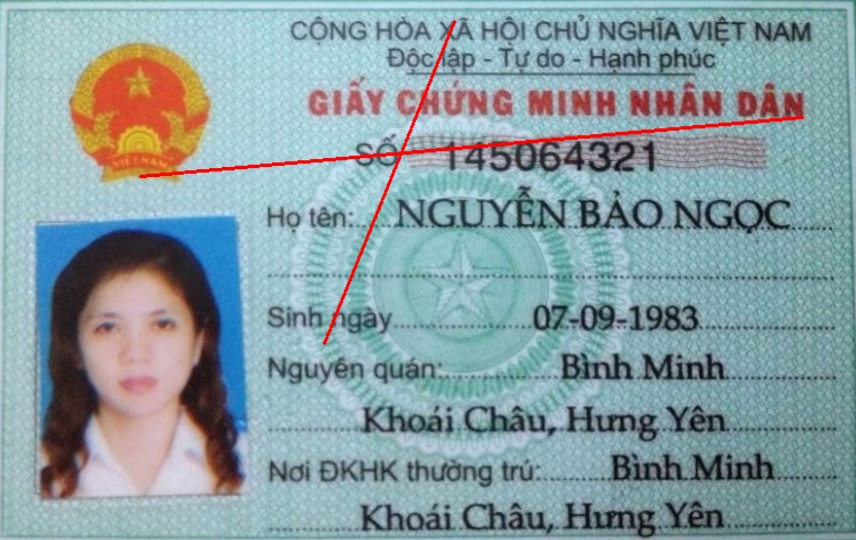 CỘNG HÒA XÃ HỘI CHỦ NGHĨA VIỆT NAM
Độc lập - Tự do - Hạnh phúc
GIẤY CHỨNG MINH NHÂN DÂN
VIỆT NAM
SỐ 145064321
Họ tên: NGUYỄN BẢO NGỌC
Sinh ngày 07-09-1983
Nguyên quán: Bình Minh
Khoái Châu, Hưng Yên
Nơi ĐKHK thường trú: Bình Minh
Khoái Châu, Hưng Yên